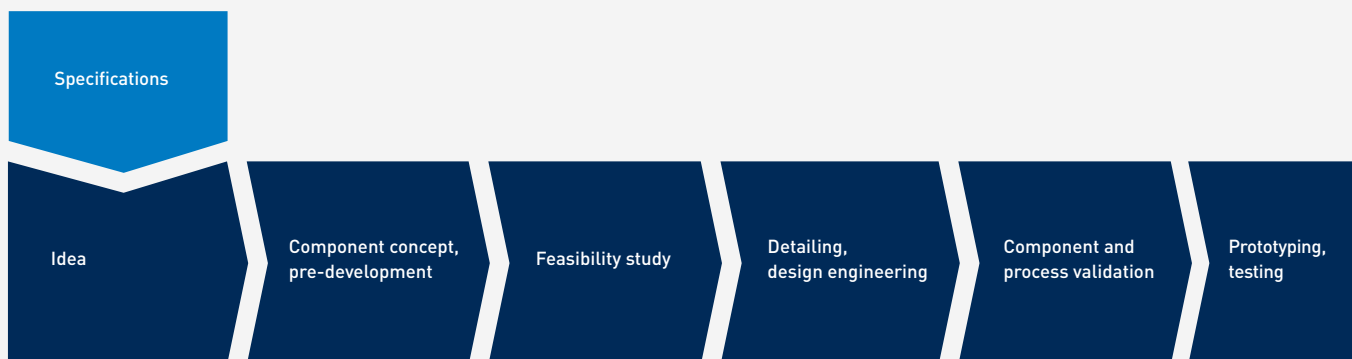 Specifications
Idea
Component concept,
pre-development
Feasibility study
Detailing,
design engineering
Component and
process validation
Prototyping,
testing